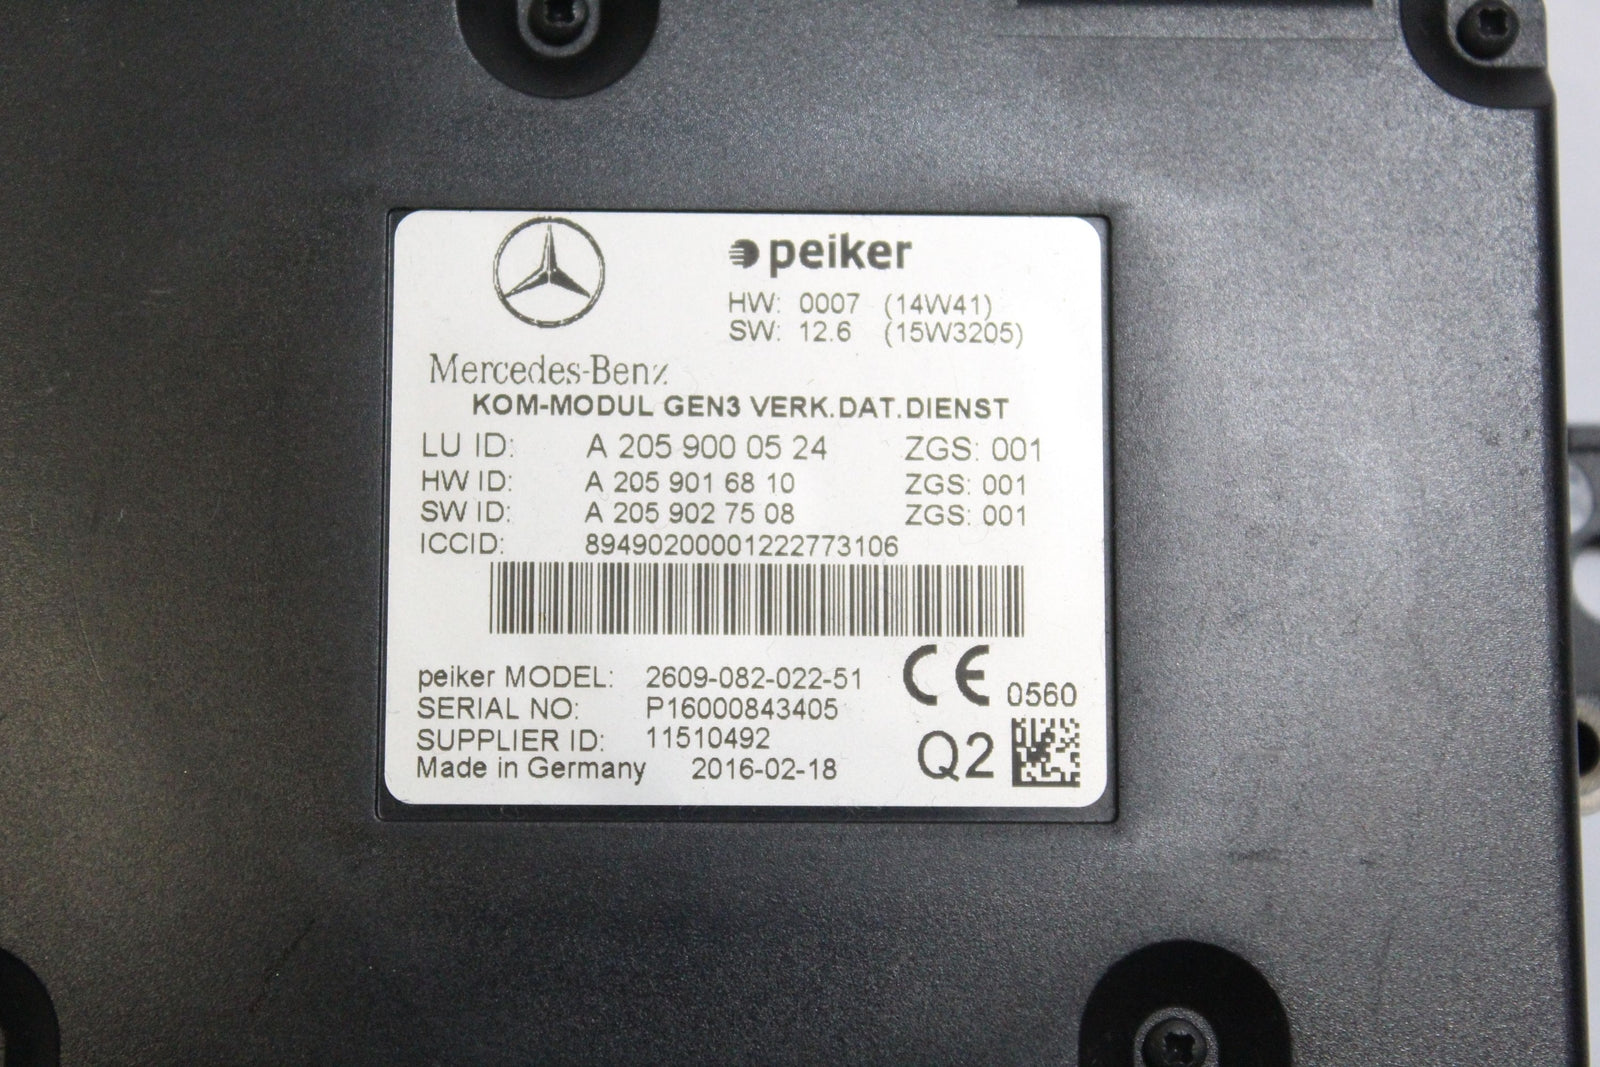 peiker
HW: 0007 (14W41)
SW: 12.6 (15W3205)
Mercedes-Benz
KOM-MODUL GEN3 VERK.DAT.DIENST
LU ID: A 205 900 05 24 ZGS: 001
HW ID: A 205 901 68 10 ZGS: 001
SW ID: A 205 902 75 08 ZGS: 001
ICCID: 89490200001222773106
peiker MODEL: 2609-082-022-51 CE 0560
SERIAL NO: P16000843405
SUPPLIER ID: 11510492 Q2
Made in Germany 2016-02-18